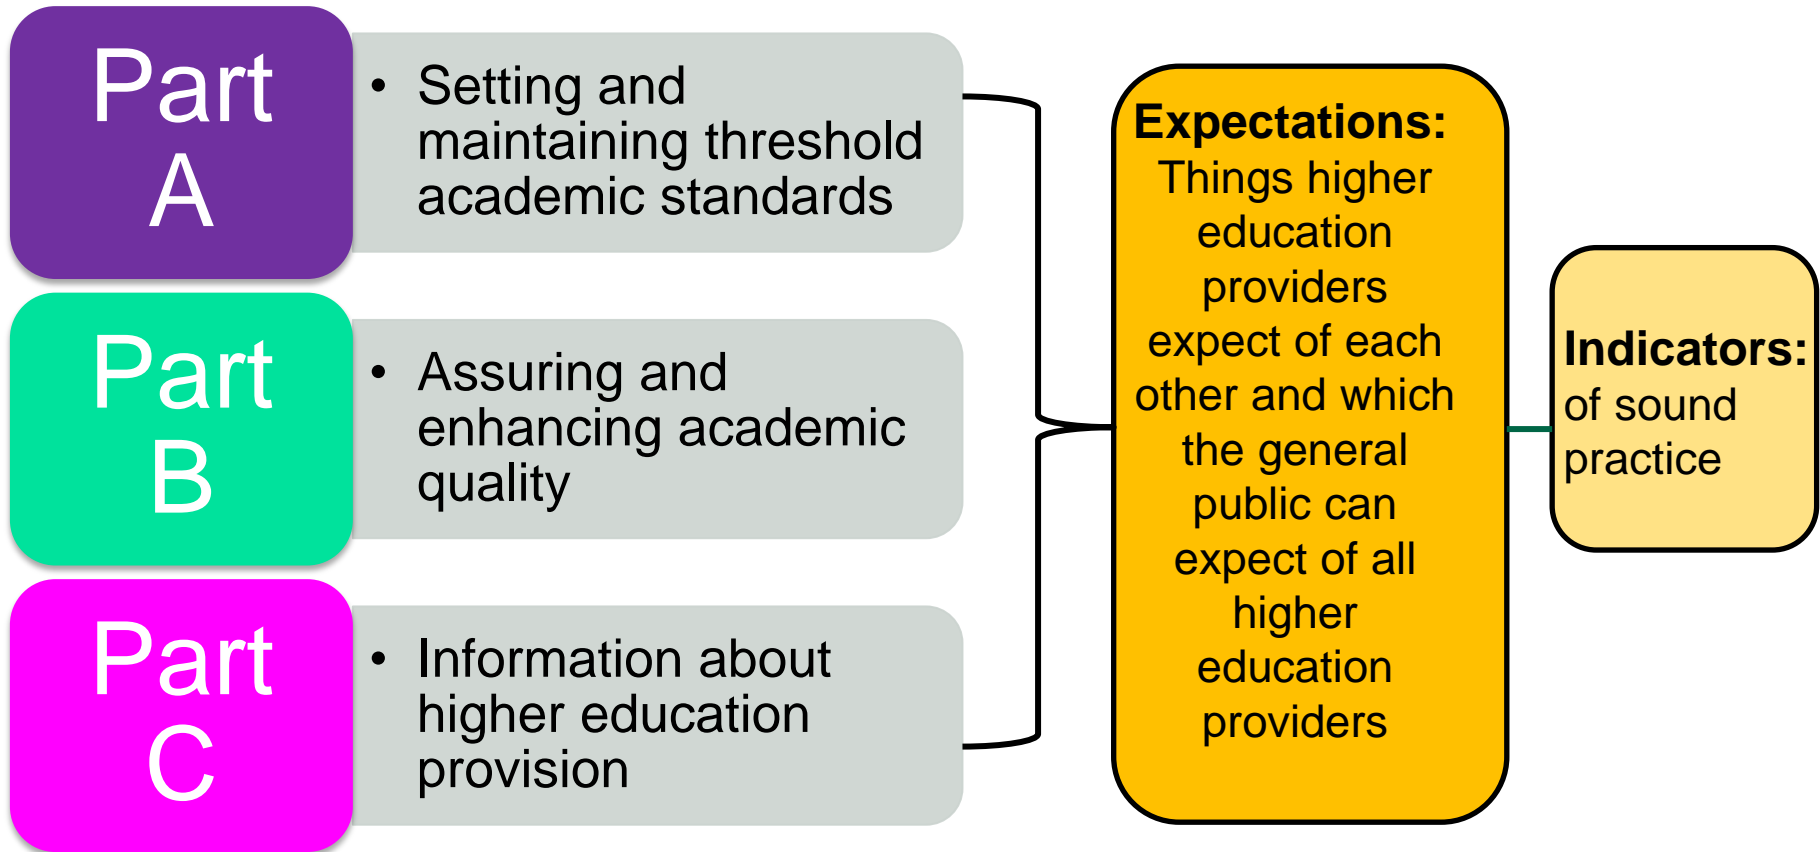 Part
A
• Setting and
maintaining threshold
academic standards
Part
B
• Assuring and
enhancing academic
quality
Part
C
• Information about
higher education
provision
Expectations:
Things higher
education
providers
expect of each
other and which
the general
public can
expect of all
higher
education
providers
Indicators:
of sound
practice